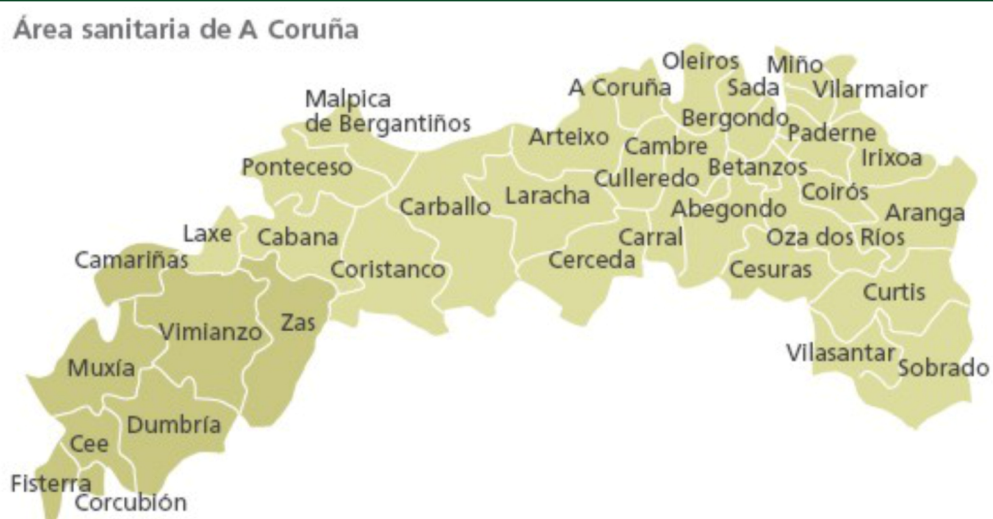 Área sanitaria de A Coruña
Oleiros
Miño
A Coruña
Sada
Vilarmaior
Malpica
de Bergantiños
Bergondo
Arteixo
Cambre
Paderne
Ponteceso
Betanzos
Irixoa
Culleredo
Coirós
Laracha
Carballo
Abegondo
Aranga
Laxe
Cabana
Carral
Oza dos Ríos
Camariñas
Coristanco
Cerceda
Cesuras
Curtis
Vimianzo
Zas
Muxía
Vilasantar
Sobrado
Dumbría
Cee
Fisterra
Corcubión